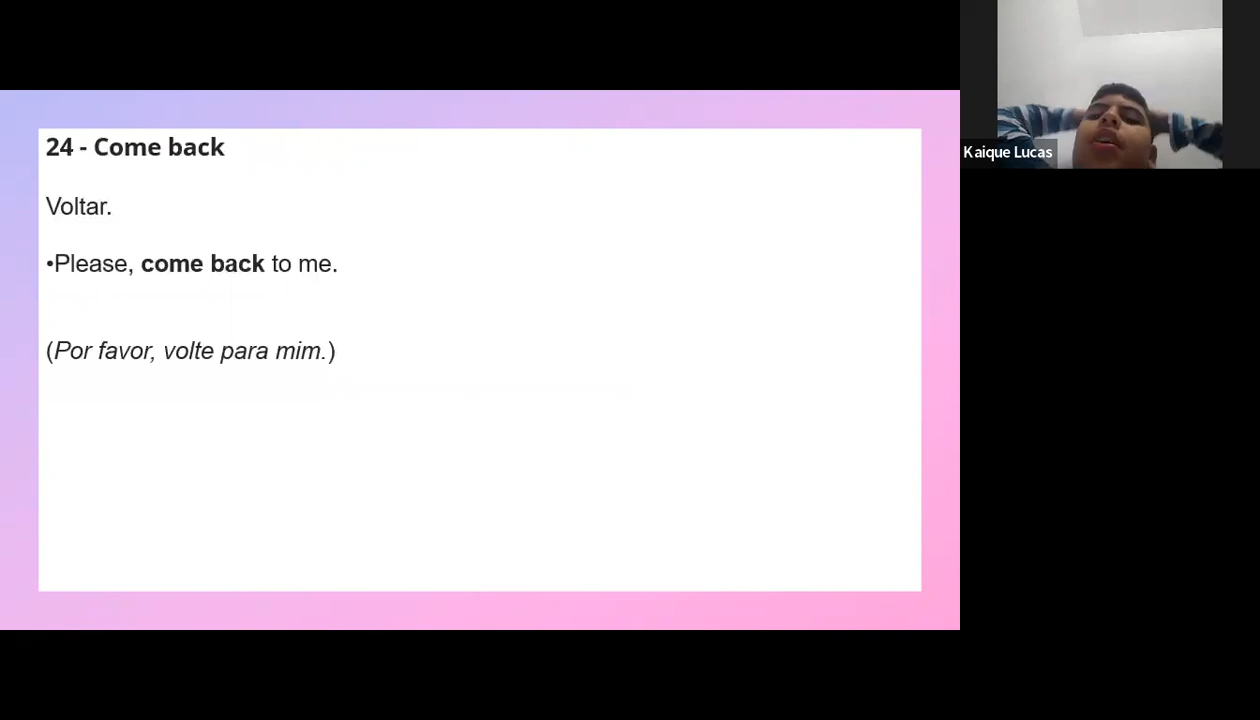 24 - Come back
Voltar.
•Please, come back to me.
(Por favor, volte para mim.)
Kaique Lucas